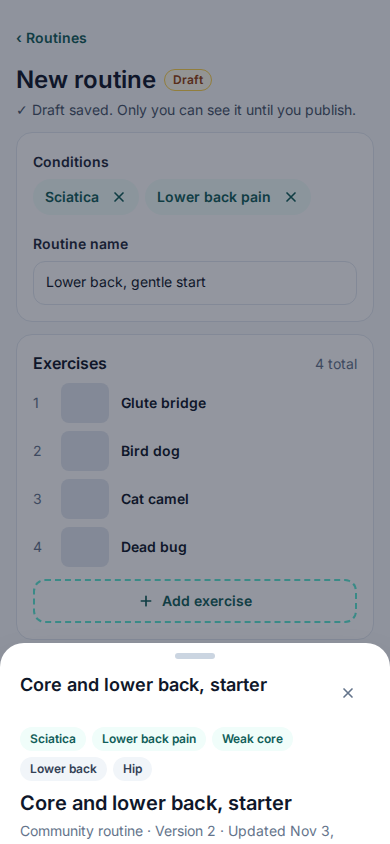 ‹ Routines
New routine Draft
✓ Draft saved. Only you can see it until you publish.
Conditions
Sciatica ✕ Lower back pain ✕
Routine name
Lower back, gentle start
Exercises 4 total
1 Glute bridge
2 Bird dog
3 Cat camel
4 Dead bug
+ Add exercise
Core and lower back, starter ✕
Sciatica Lower back pain Weak core
Lower back Hip
Core and lower back, starter
Community routine · Version 2 · Updated Nov 3,